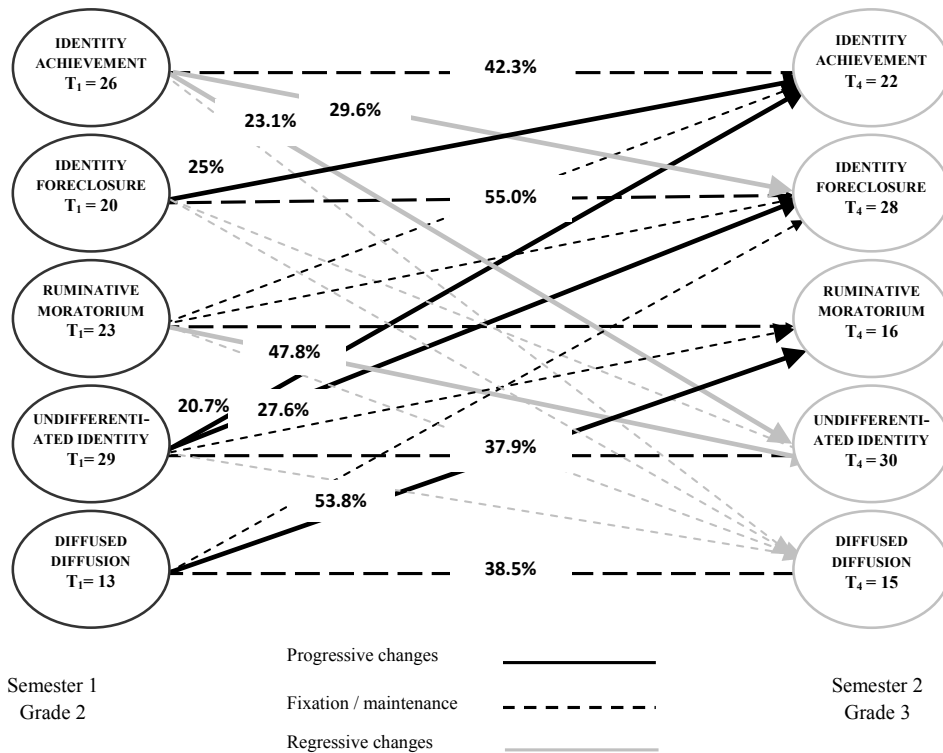 IDENTITY
ACHIEVEMENT
T1 = 26
42.3%
IDENTITY
ACHIEVEMENT
T4 = 22
29.6%
23.1%
25%
IDENTITY
FORECLOSURE
T1 = 20
55.0%
IDENTITY
FORECLOSURE
T4 = 28
RUMINATIVE
MORATORIUM
T1= 23
RUMINATIVE
MORATORIUM
T4 = 16
47.8%
20.7%
27.6%
UNDIFFERENTI-
ATED IDENTITY
T1= 29
37.9%
UNDIFFERENTI-
ATED IDENTITY
T4 = 30
53.8%
DIFFUSED
DIFFUSION
T1= 13
38.5%
DIFFUSED
DIFFUSION
T4 = 15
Progressive changes
Semester 1
Grade 2
Fixation / maintenance
Semester 2
Grade 3
Regressive changes